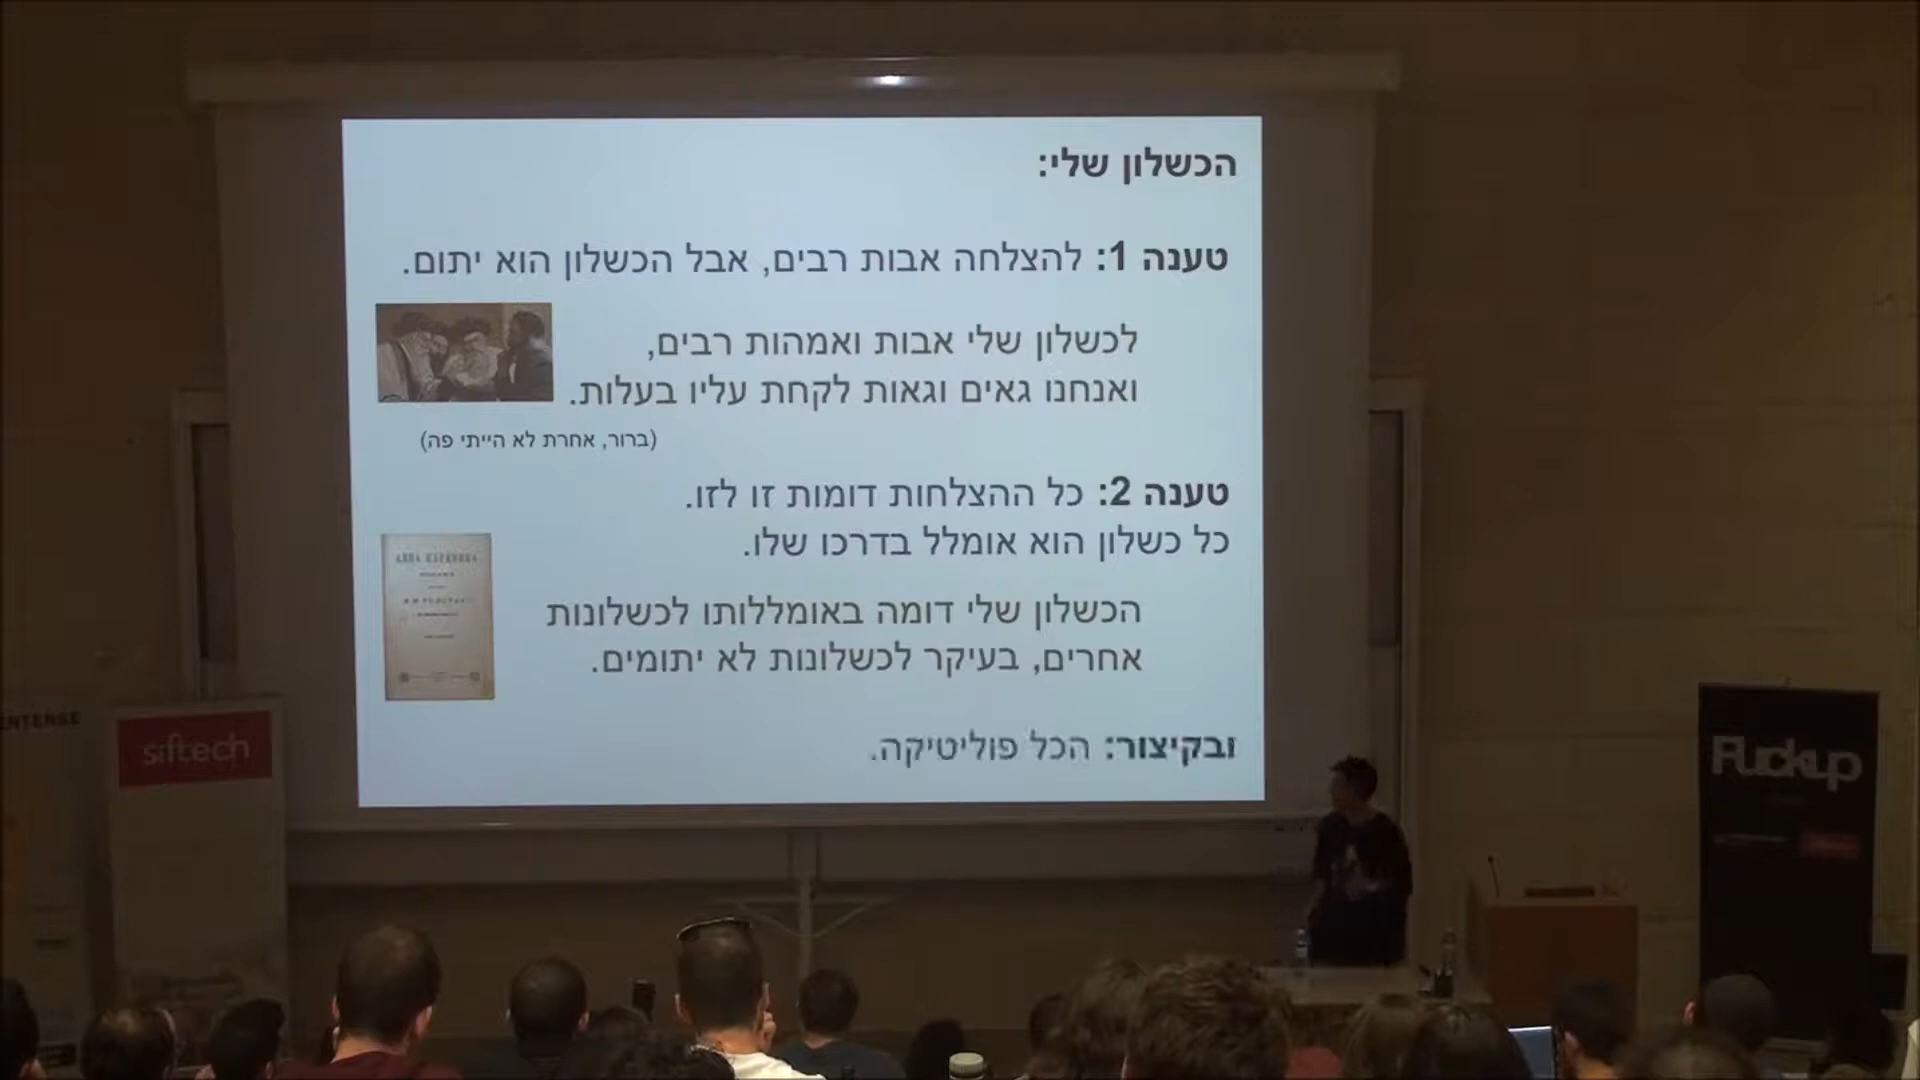 הכשלון שלי:
טענה 1: להצלחה אבות רבים, אבל הכשלון הוא יתום.
לכשלון שלי אבות ואמהות רבים,
ואנחנו גאים וגאות לקחת עליו בעלות.
(ברור, אחרת לא הייתי פה)
טענה 2: כל ההצלחות דומות זו לזו.
כל כשלון הוא אומלל בדרכו שלו.
הכשלון שלי דומה באומללותו לכשלונות
אחרים, בעיקר לכשלונות לא יתומים.
ובקיצור: הכל פוליטיקה.
ENTENSE
siftech
Fuckup